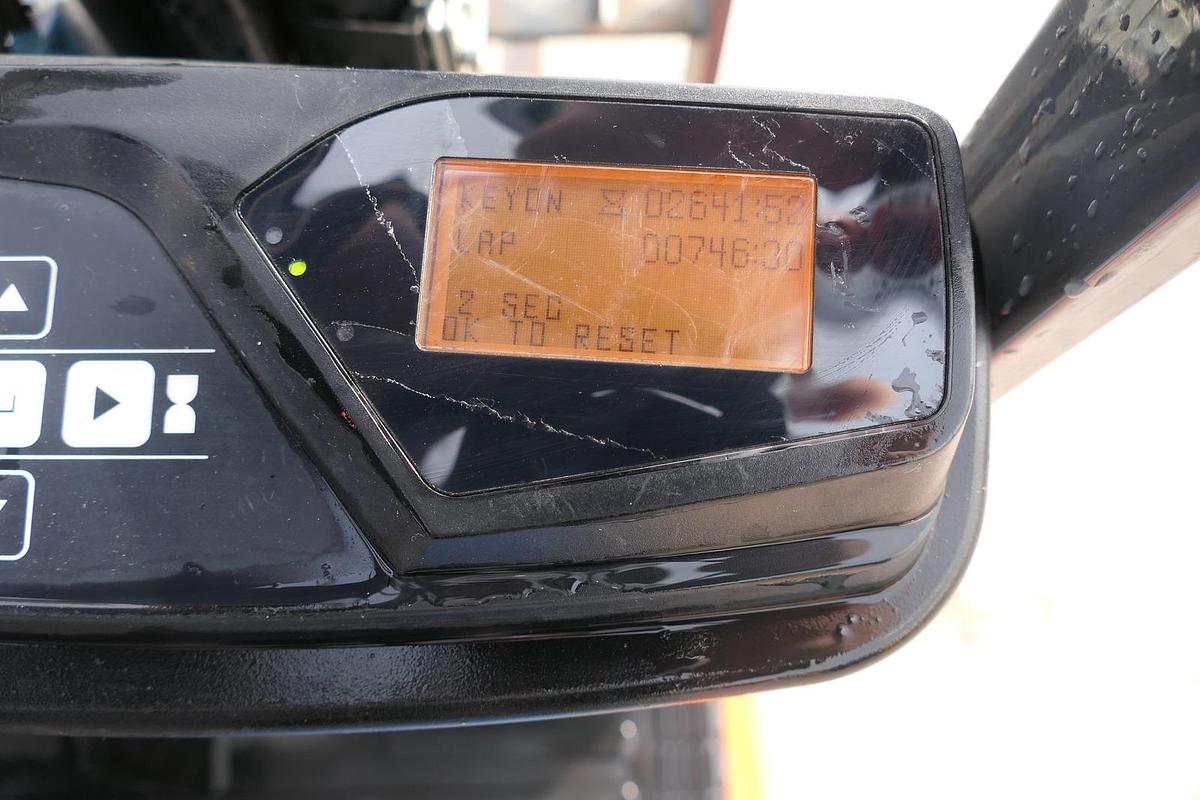 KEYON 02641:52
LAP 00746:30
2 SEC
OK TO RESET